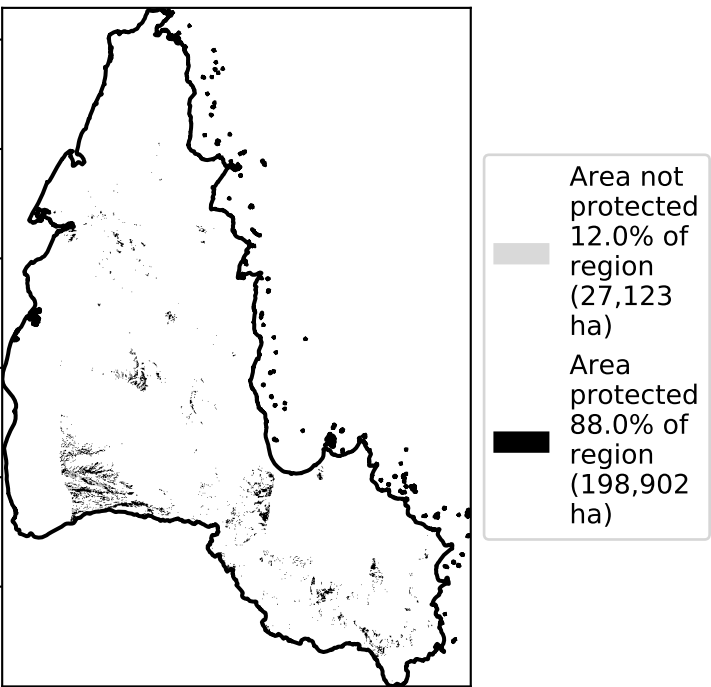 Area not
protected
12.0% of
region
(27,123
ha)
Area
protected
88.0% of
region
(198,902
ha)